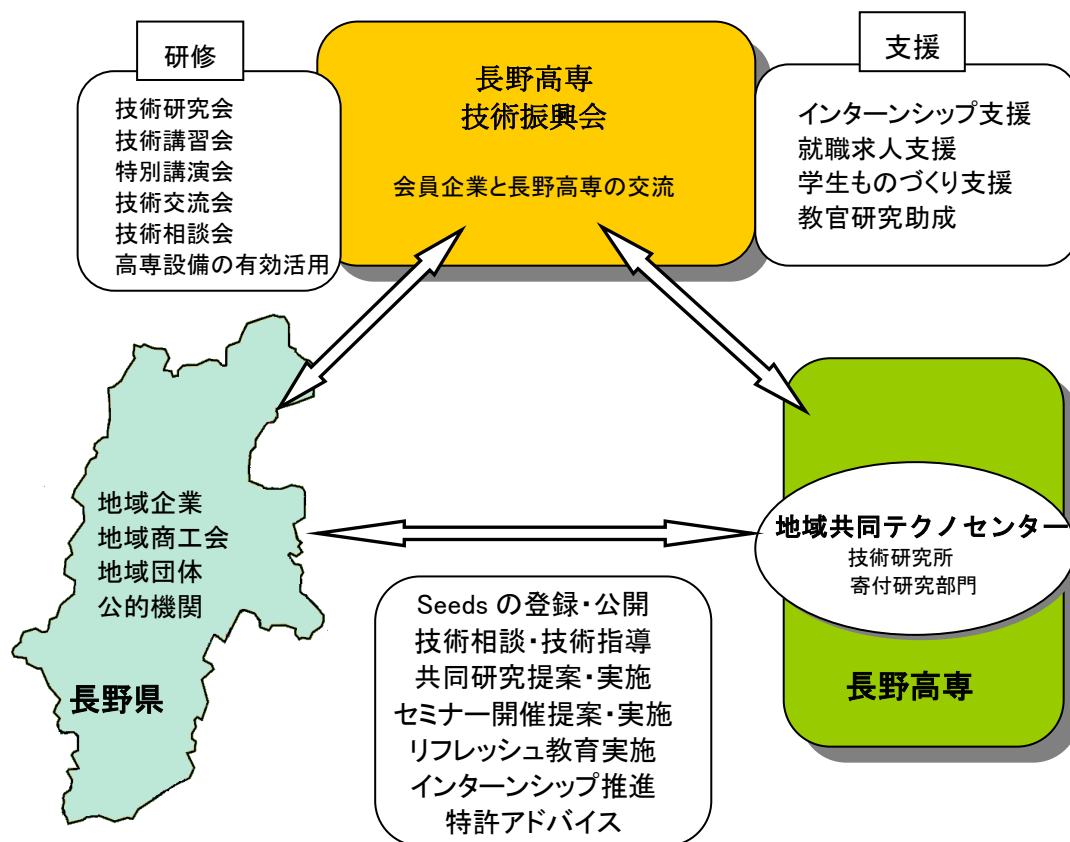 研修
技術研究会
技術講習会
特別講演会
技術交流会
技術相談会
高専設備の有効活用
長野高専
技術振興会
会員企業と長野高専の交流
支援
インターンシップ支援
就職求人支援
学生ものづくり支援
教官研究助成
地域企業
地域商工会
地域団体
公的機関
長野県
地域共同テクノセンター
技術研究所
寄付研究部門
長野高専
Seeds の登録・公開
技術相談・技術指導
共同研究提案・実施
セミナー開催提案・実施
リフレッシュ教育実施
インターンシップ推進
特許アドバイス